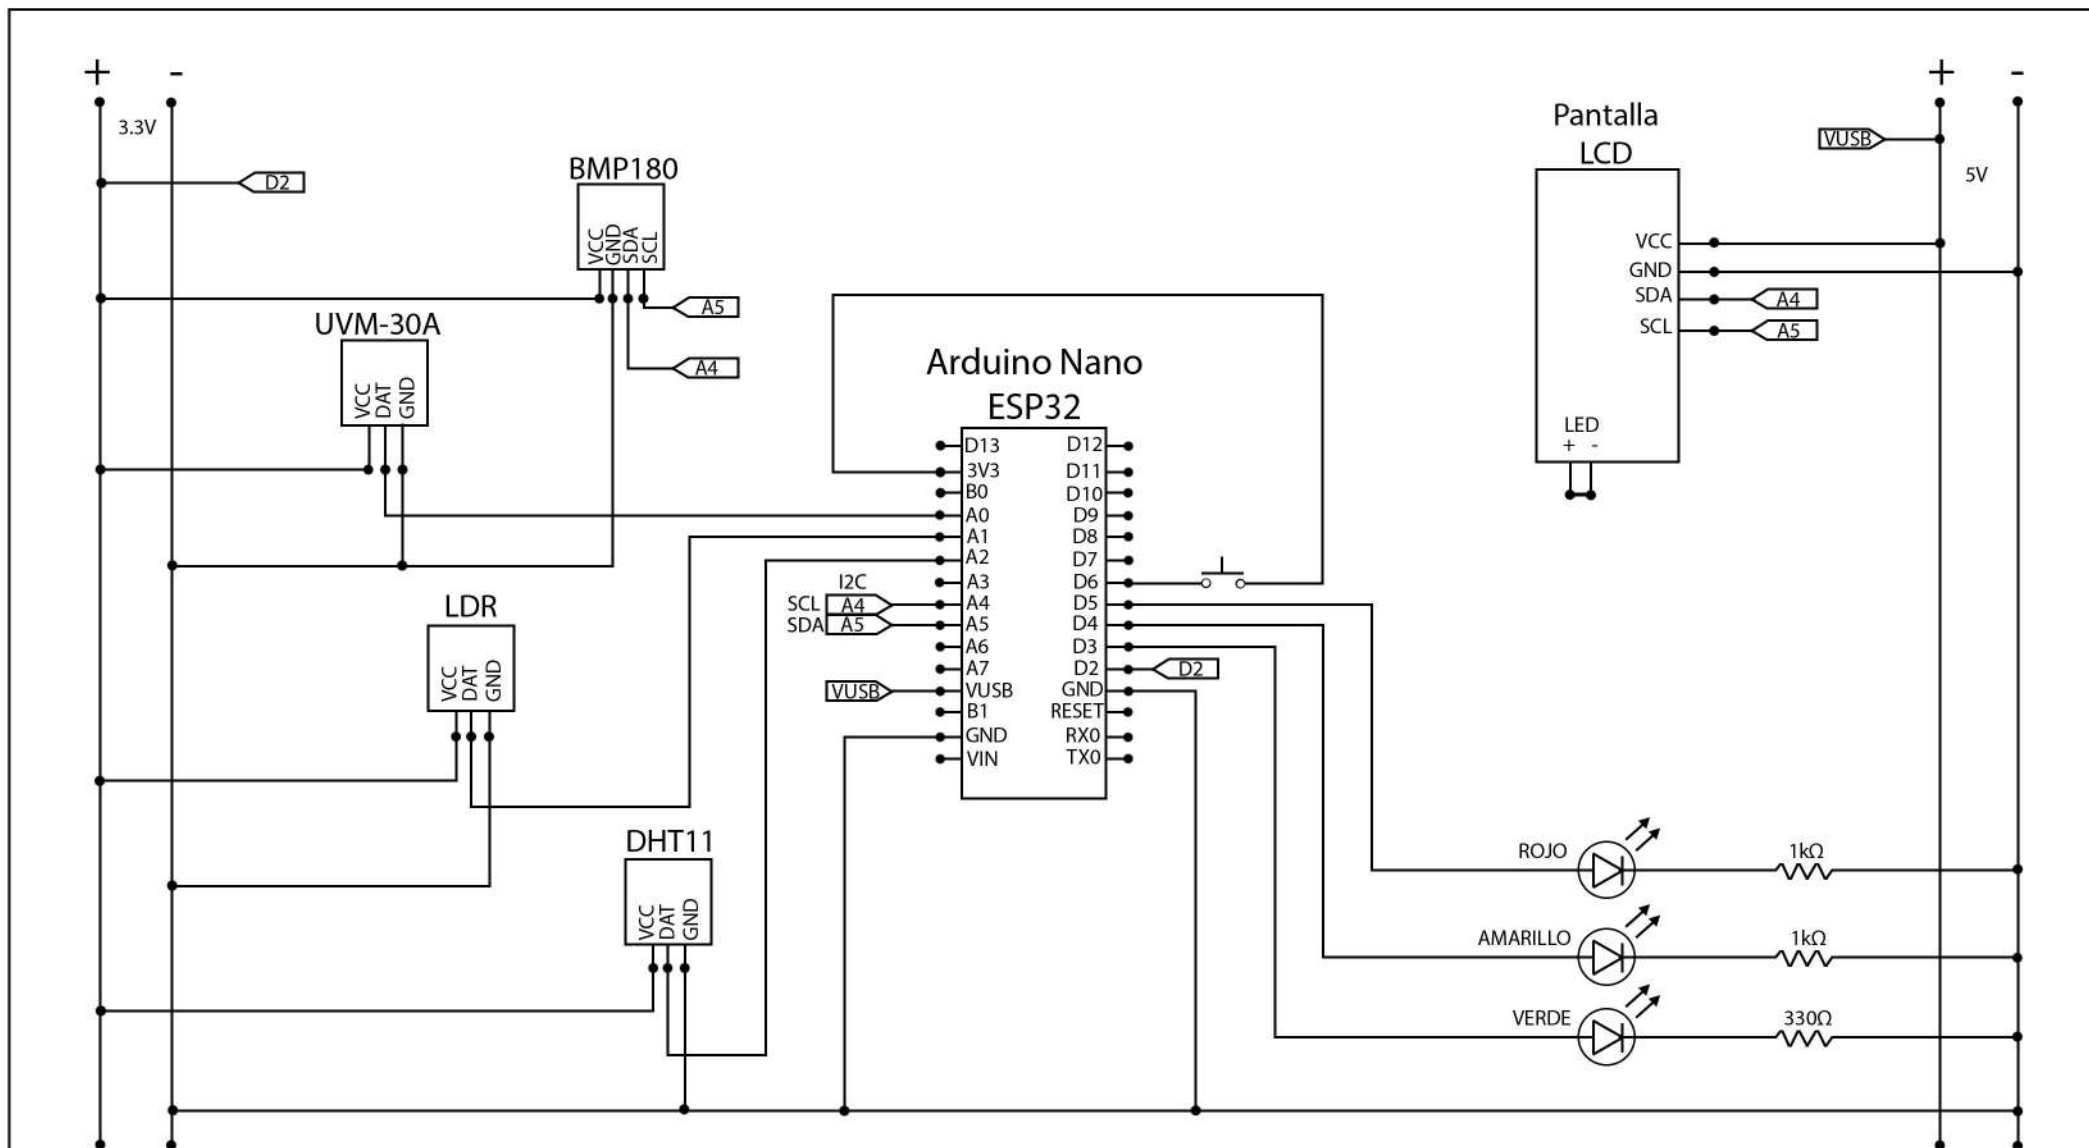 + -
3.3V
D2
BMP180
VCC
GND
SDA
SCL
A5
A4
UVM-30A
VCC
DAT
GND
LDR
VCC
DAT
GND
DHT11
VCC
DAT
GND
Arduino Nano
ESP32
D13
3V3
B0
A0
A1
A2
A3
A4
A5
A6
A7
VUSB
B1
GND
VIN
D12
D11
D10
D9
D8
D7
D6
D5
D4
D3
D2
GND
RESET
RX0
TX0
I2C
SCL A4
SDA A5
VUSB
D2
Pantalla
LCD
VCC
GND
SDA
SCL
A4
A5
LED
+ -
+ -
VUSB
5V
ROJO 1kΩ
AMARILLO 1kΩ
VERDE 330Ω